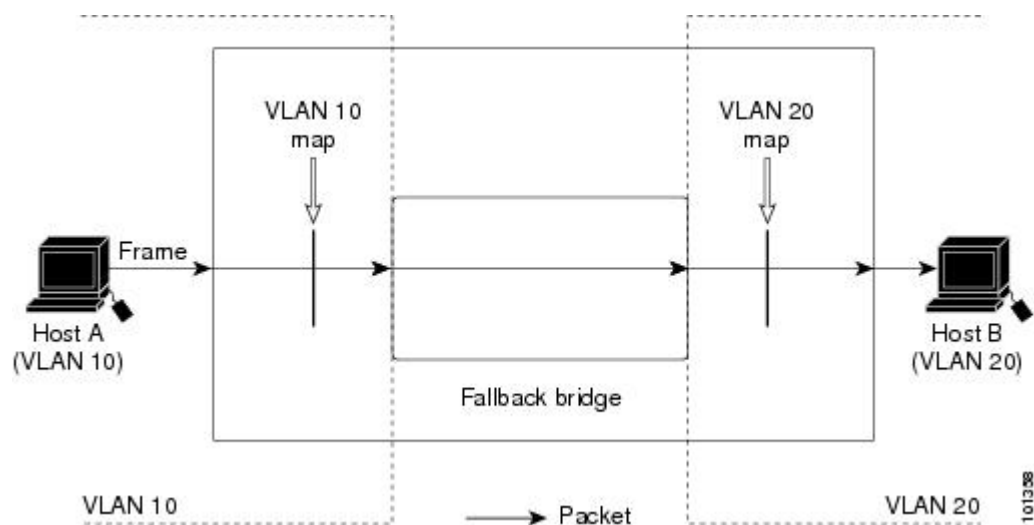 VLAN 10
map
VLAN 20
map
Frame
Host A
(VLAN 10)
Host B
(VLAN 20)
Fallback bridge
VLAN 10
VLAN 20
Packet
101358